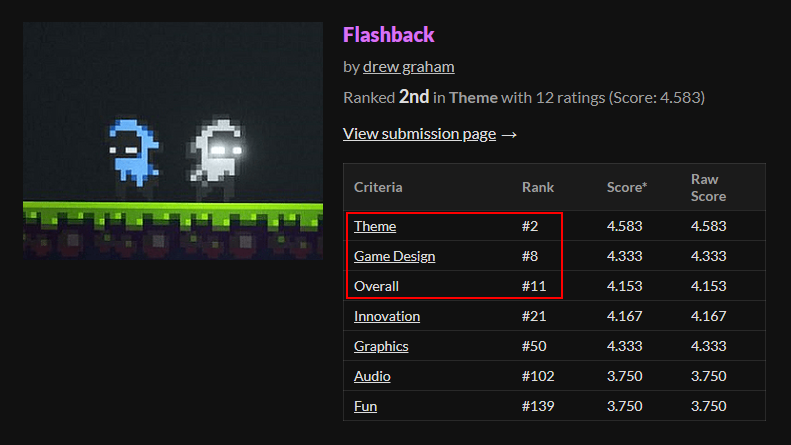 Flashback
by drew graham
Ranked 2nd in Theme with 12 ratings (Score: 4.583)
View submission page →
Criteria Rank Score* Raw Score
Theme #2 4.583 4.583
Game Design #8 4.333 4.333
Overall #11 4.153 4.153
Innovation #21 4.167 4.167
Graphics #50 4.333 4.333
Audio #102 3.750 3.750
Fun #139 3.750 3.750